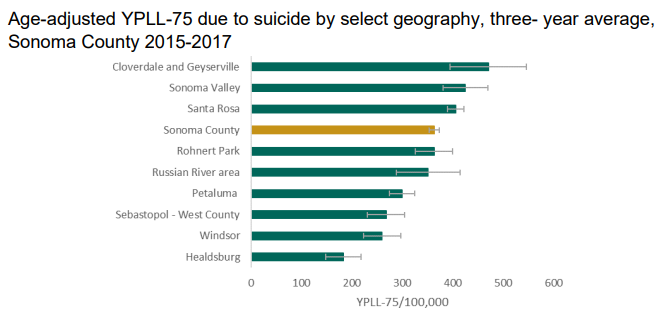 Age-adjusted YPLL-75 due to suicide by select geography, three- year average,
Sonoma County 2015-2017
Cloverdale and Geyserville
Sonoma Valley
Santa Rosa
Sonoma County
Rohnert Park
Russian River area
Petaluma
Sebastopol - West County
Windsor
Healdsburg
0 100 200 300 400 500 600
YPLL-75/100,000